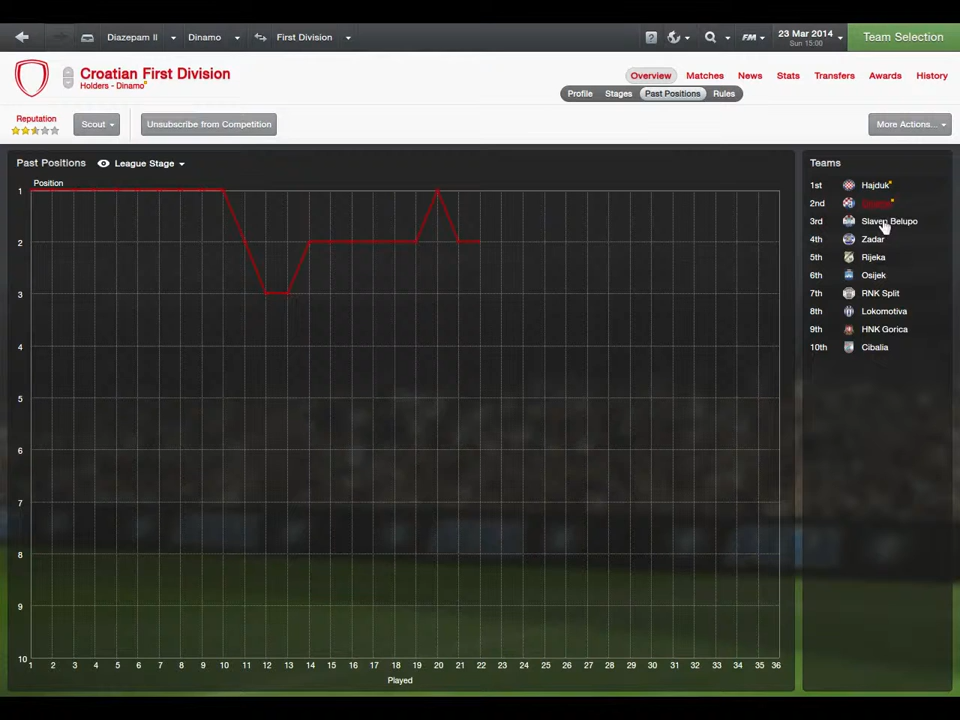 Diazepam II Dinamo First Division ? FM 23 Mar 2014 Team Selection
Sun 15:00
Croatian First Division
Holders - Dinamo
Overview Matches News Stats Transfers Awards History
Profile Stages Past Positions Rules
Reputation
Scout Unsubscribe from Competition More Actions...
Past Positions League Stage
Teams
Position
1
2
3
4
5
6
7
8
9
10
1 2 3 4 5 6 7 8 9 10 11 12 13 14 15 16 17 18 19 20 21 22 23 24 25 26 27 28 29 30 31 32 33 34 35 36
Played
1st Hajduk
2nd
3rd Slaven Belupo
4th Zadar
5th Rijeka
6th Osijek
7th RNK Split
8th Lokomotiva
9th HNK Gorica
10th Cibalia